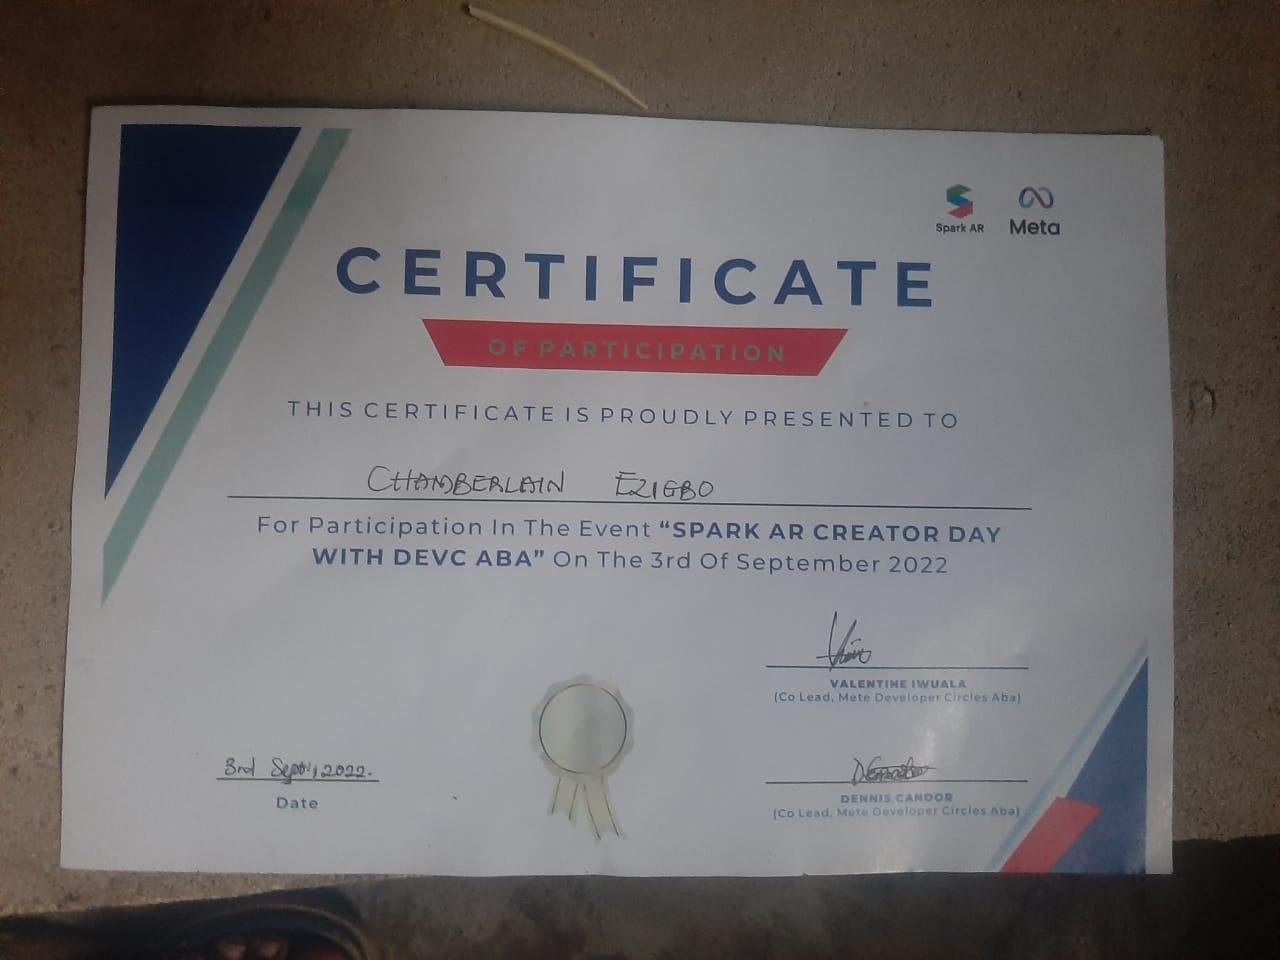 Spark AR Meta
CERTIFICATE
OF PARTICIPATION
THIS CERTIFICATE IS PROUDLY PRESENTED TO
CHAMBERLAIN EZIGBO
For Participation In The Event “SPARK AR CREATOR DAY
WITH DEVC ABA” On The 3rd Of September 2022
VALENTINE IWUALA
(Co Lead, Mete Developer Circles Aba)
3rd Sept, 2022.
Date
DENNIS CANDOR
(Co Lead, Mete Developer Circles Aba)